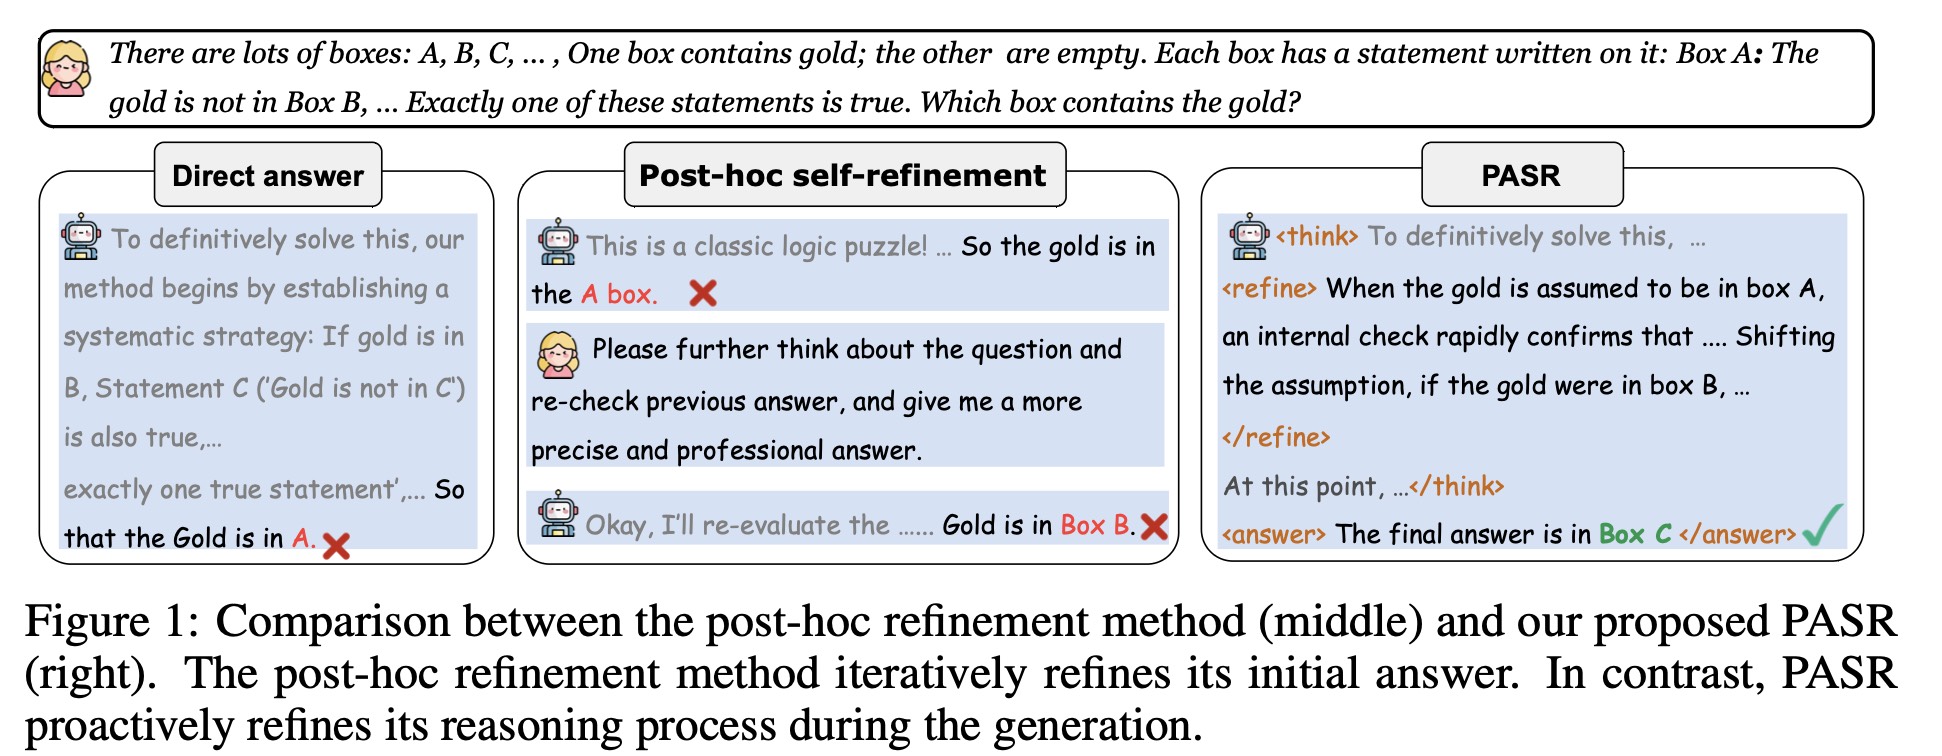 There are lots of boxes: A, B, C, ... , One box contains gold; the other are empty. Each box has a statement written on it: Box A: The
gold is not in Box B, ... Exactly one of these statements is true. Which box contains the gold?
Direct answer
To definitively solve this, our
method begins by establishing a
systematic strategy: If gold is in
B, Statement C ('Gold is not in C')
is also true,...
exactly one true statement',... So
that the Gold is in A.
Post-hoc self-refinement
This is a classic logic puzzle! ... So the gold is in
the A box.
Please further think about the question and
re-check previous answer, and give me a more
precise and professional answer.
Okay, I'll re-evaluate the ...... Gold is in Box B.
PASR
<think> To definitively solve this, ...
<refine> When the gold is assumed to be in box A,
an internal check rapidly confirms that .... Shifting
the assumption, if the gold were in box B, ...
</refine>
At this point, ...</think>
<answer> The final answer is in Box C </answer>
Figure 1: Comparison between the post-hoc refinement method (middle) and our proposed PASR
(right). The post-hoc refinement method iteratively refines its initial answer. In contrast, PASR
proactively refines its reasoning process during the generation.